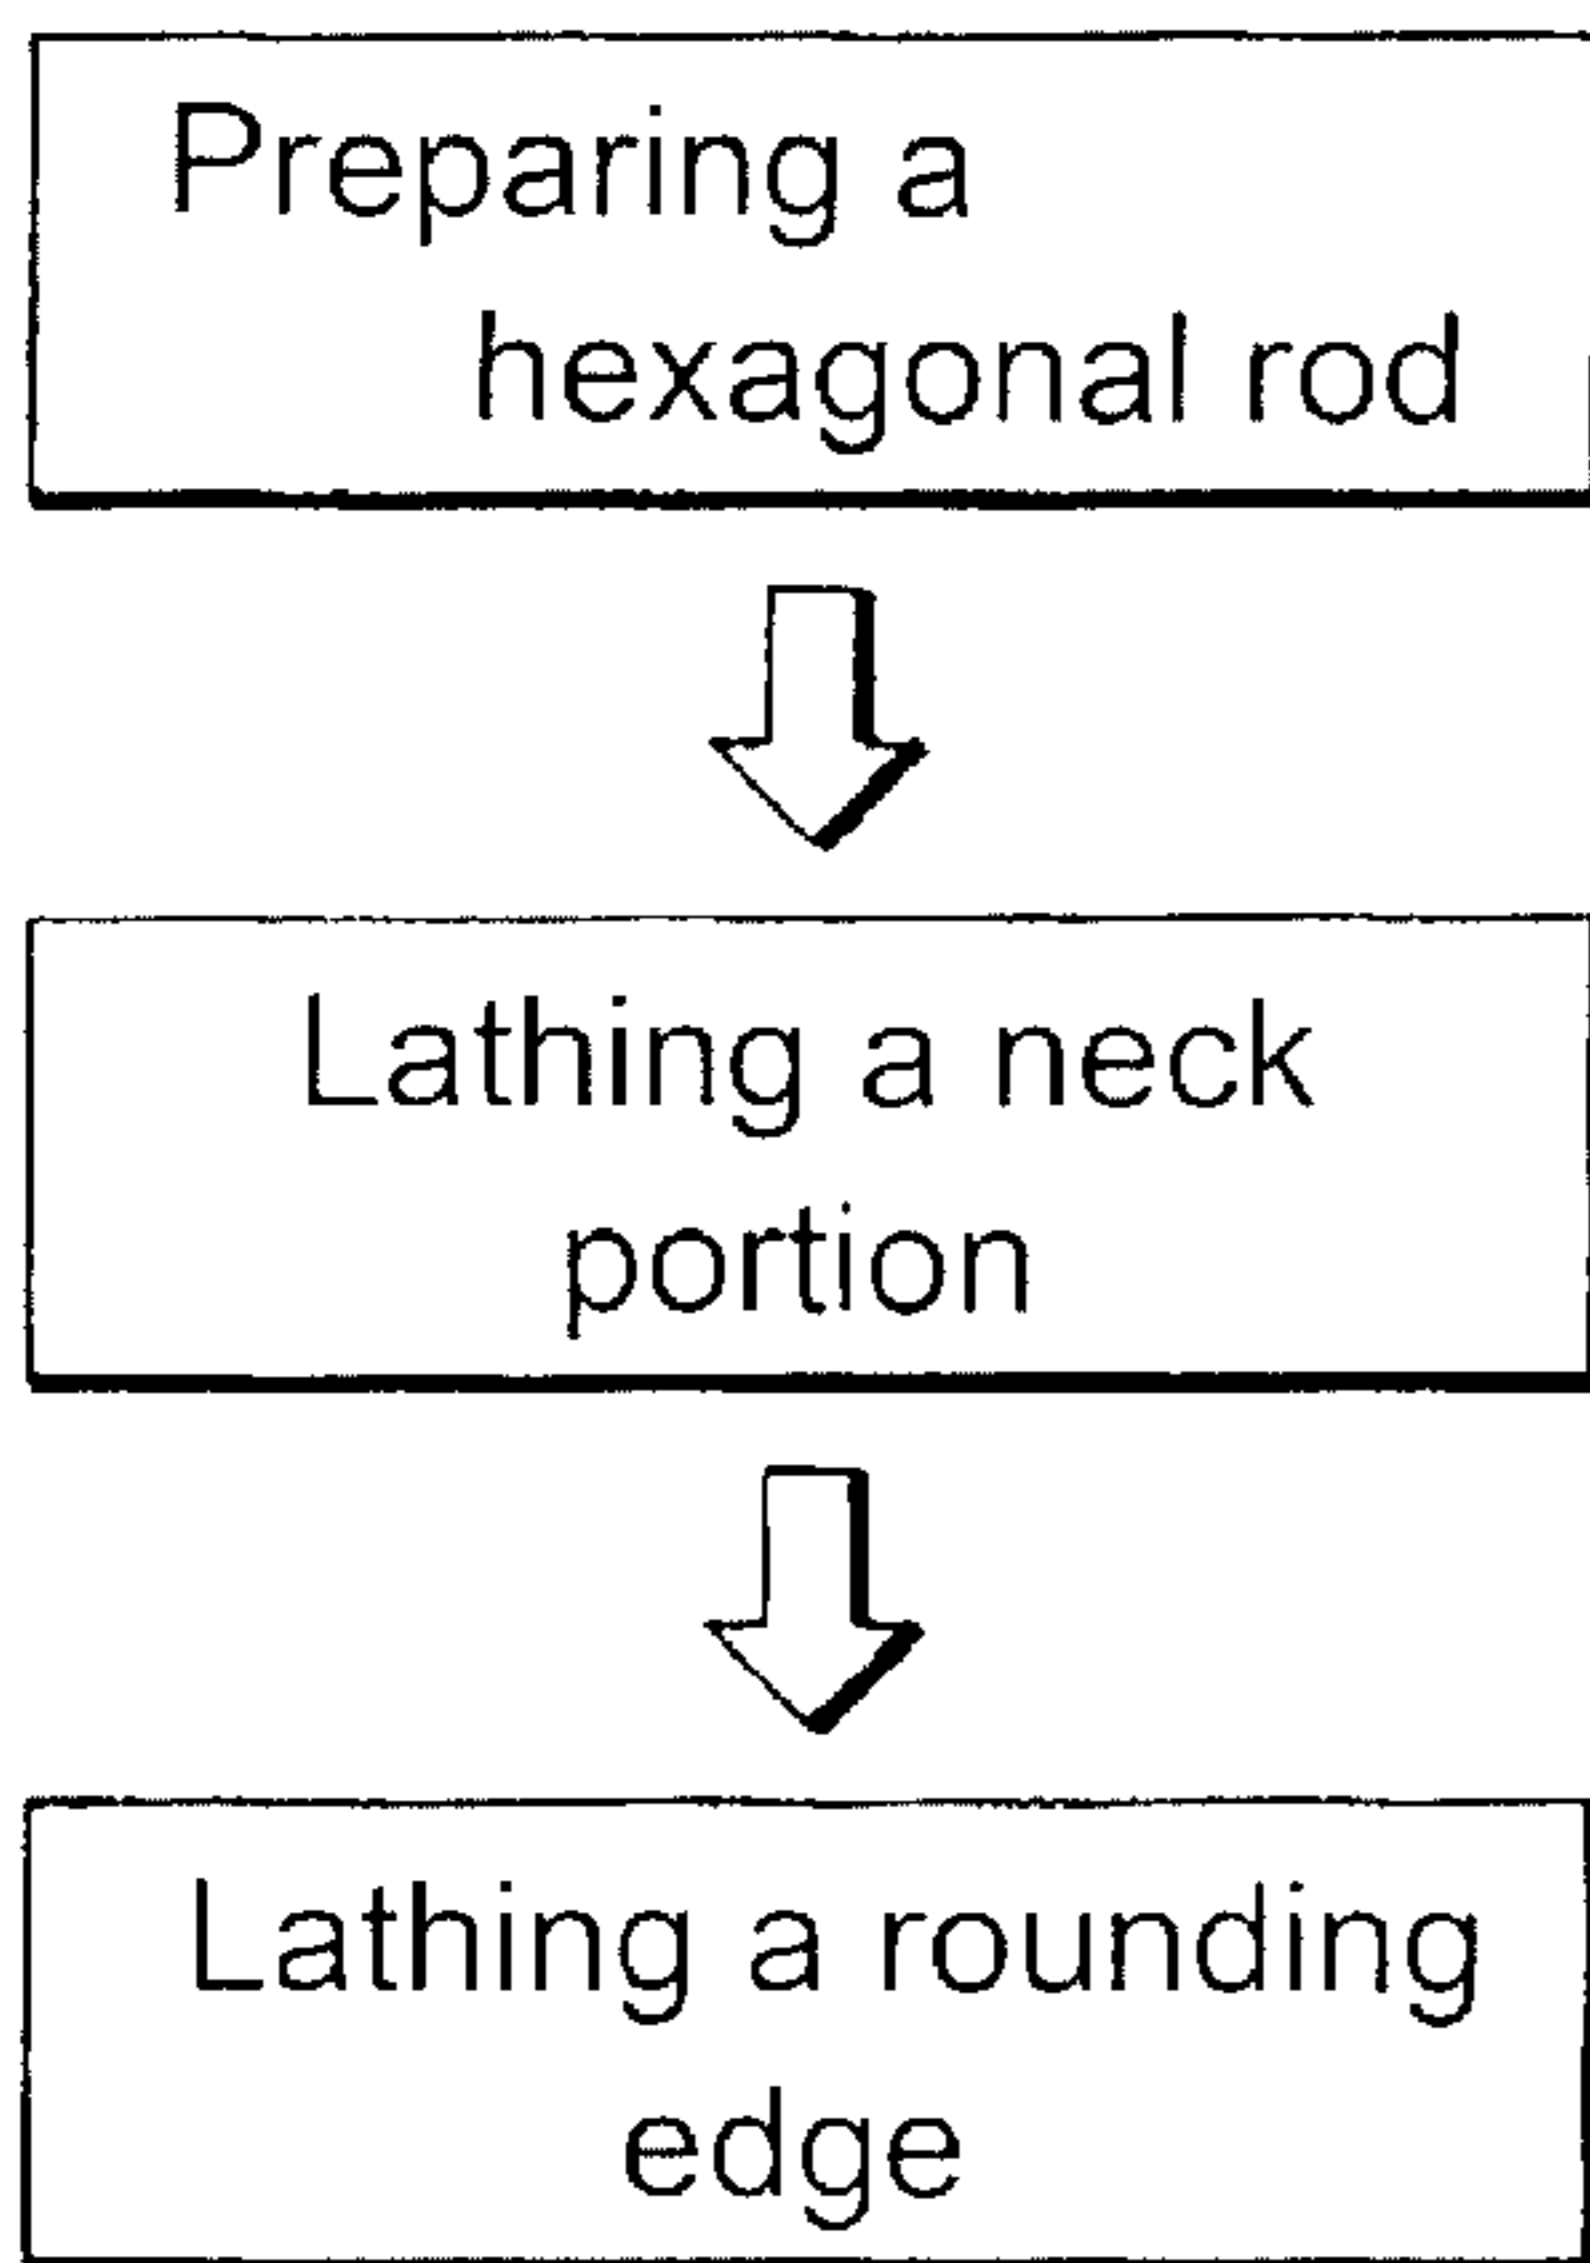 Preparing a
hexagonal rod
Lathing a neck
portion
Lathing a rounding
edge